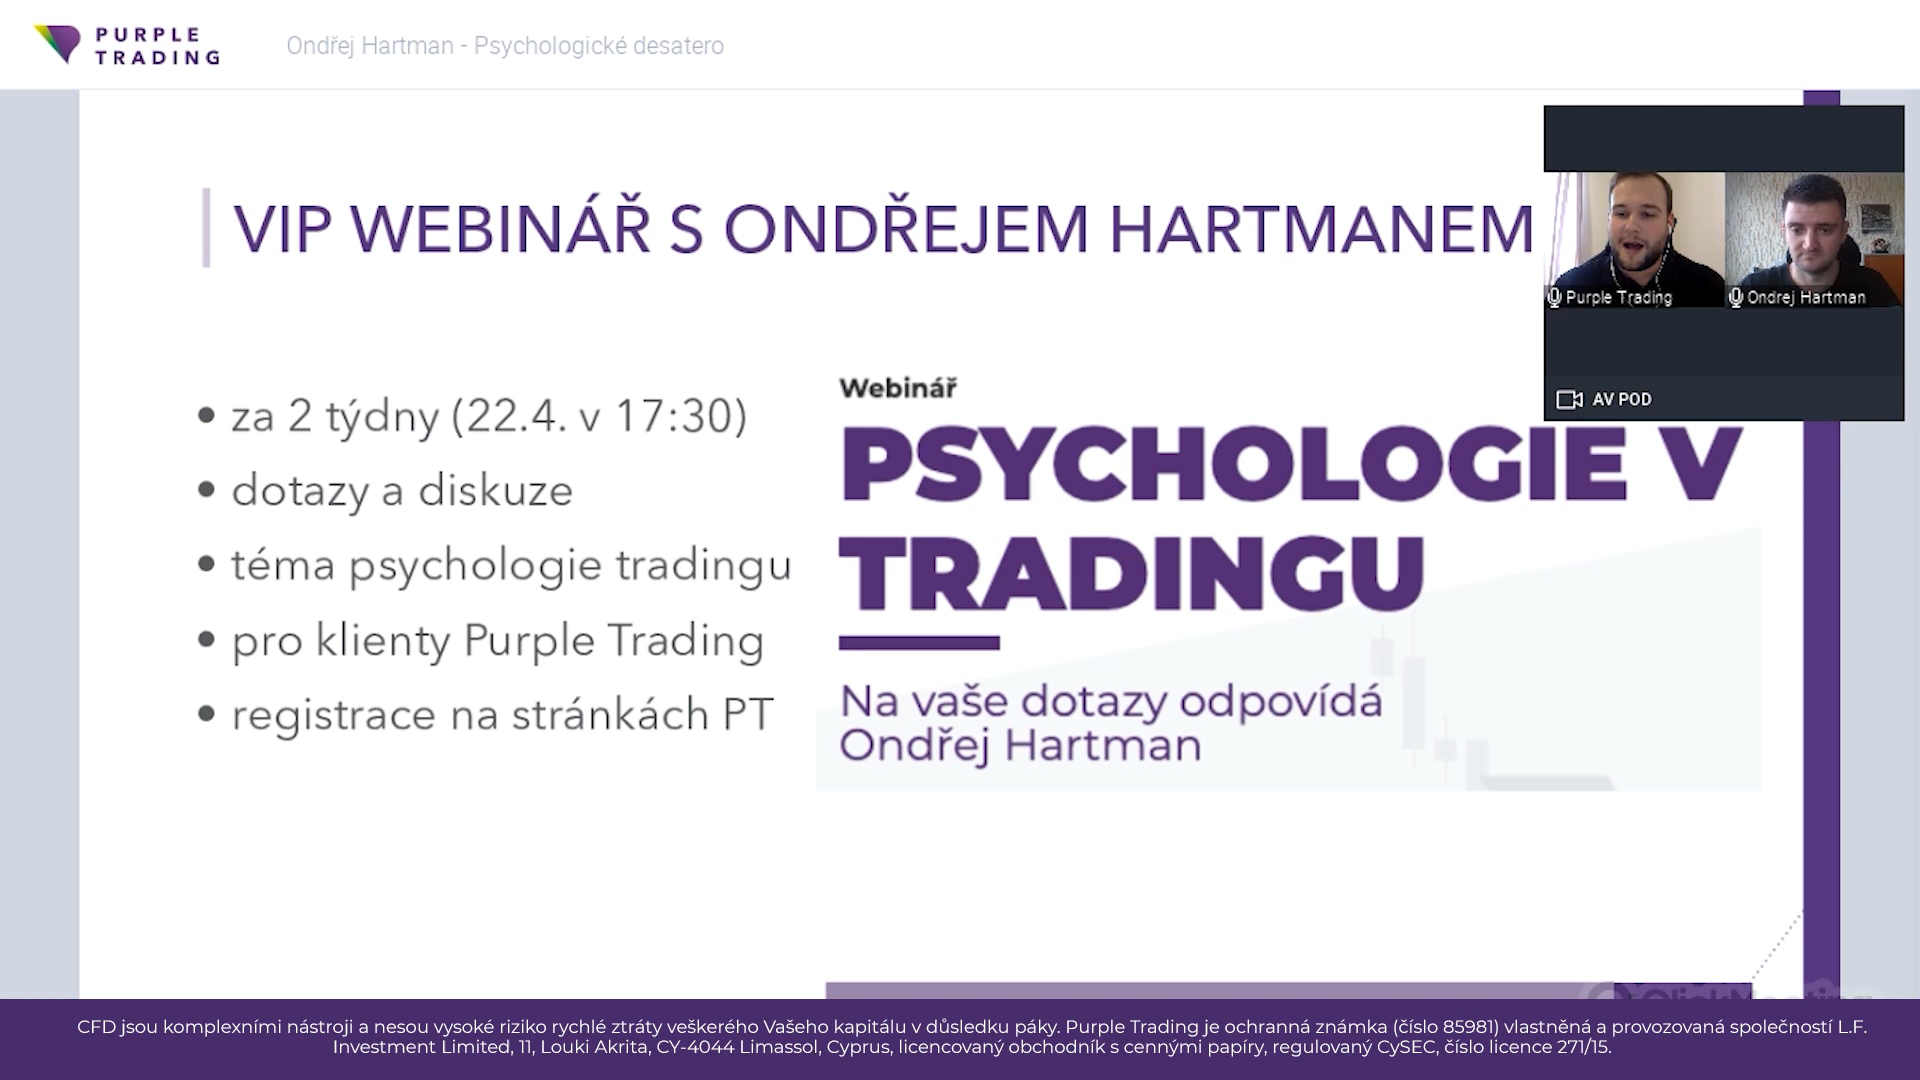 PURPLE
TRADING
Ondřej Hartman - Psychologické desatero
VIP WEBINÁŘ S ONDŘEJEM HARTMANEM
• za 2 týdny (22.4. v 17:30)
• dotazy a diskuze
• téma psychologie tradingu
• pro klienty Purple Trading
• registrace na stránkách PT
Webinář
PSYCHOLOGIE V
TRADINGU
Na vaše dotazy odpovídá
Ondřej Hartman
Purple Trading
Ondrej Hartman
AV POD
CFD jsou komplexními nástroji a nesou vysoké riziko rychlé ztráty veškerého Vašeho kapitálu v důsledku páky. Purple Trading je ochranná známka (číslo 85981) vlastněná a provozovaná společností L.F.
Investment Limited, 11, Louki Akrita, CY-4044 Limassol, Cyprus, licencovaný obchodník s cennými papíry, regulovaný CySEC, číslo licence 271/15.